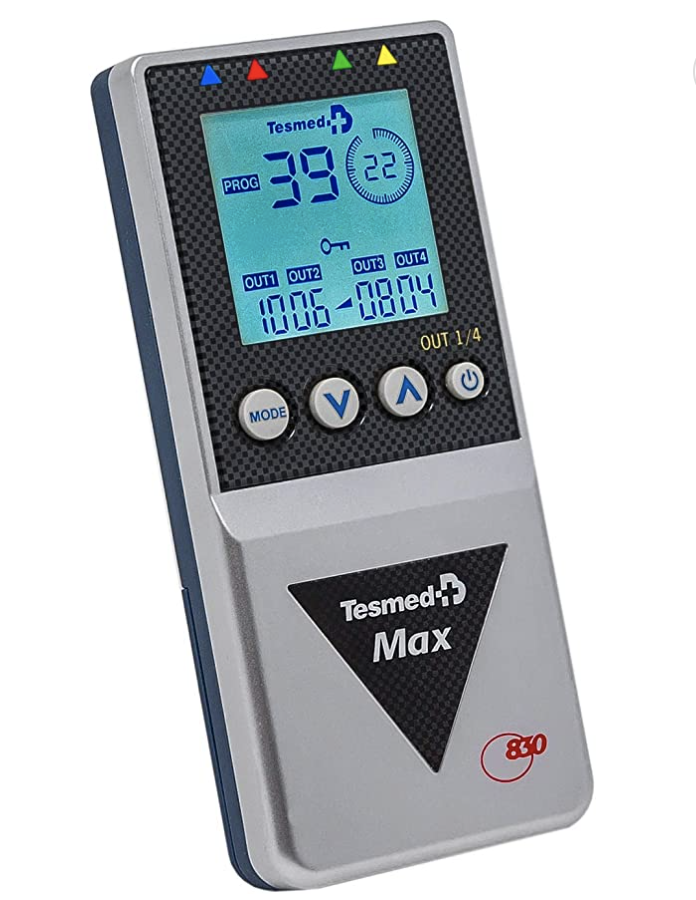 Tesmed
PROG 39 22
OUT1 OUT2 OUT3 OUT4
1006 0804
OUT 1/4
MODE
Tesmed
Max
830